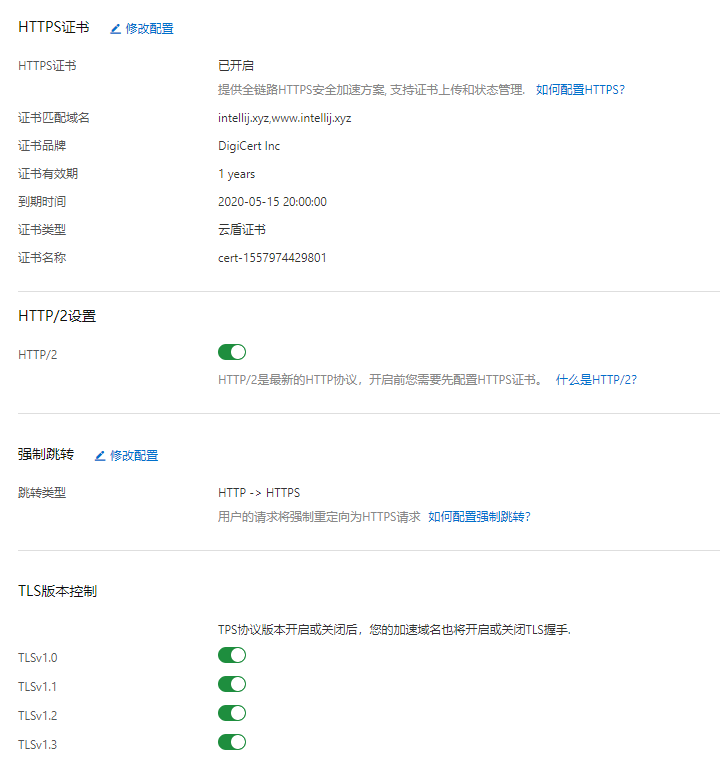 HTTPS证书 修改配置
HTTPS证书 已开启
提供全链路HTTPS安全加速方案, 支持证书上传和状态管理. 如何配置HTTPS?
证书匹配域名 intellij.xyz,www.intellij.xyz
证书品牌 DigiCert Inc
证书有效期 1 years
到期时间 2020-05-15 20:00:00
证书类型 云盾证书
证书名称 cert-1557974429801
HTTP/2设置
HTTP/2
HTTP/2是最新的HTTP协议，开启前您需要先配置HTTPS证书。 什么是HTTP/2?
强制跳转 修改配置
跳转类型 HTTP -> HTTPS
用户的请求将强制重定向为HTTPS请求 如何配置强制跳转?
TLS版本控制
TPS协议版本开启或关闭后，您的加速域名也将开启或关闭TLS握手.
TLSv1.0
TLSv1.1
TLSv1.2
TLSv1.3